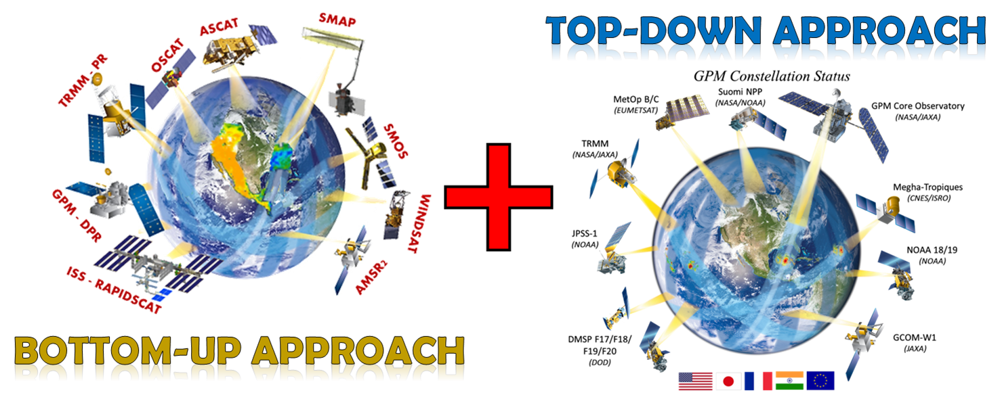 TOP-DOWN APPROACH
GPM Constellation Status
SMAP
ASCAT
OSCAT
TRMM - PR
SMOS
GPM - DPR
WINDSAT
AMSR2
ISS - RAPIDSCAT
BOTTOM-UP APPROACH
MetOp B/C
(EUMETSAT)
Suomi NPP
(NASA/NOAA)
GPM Core Observatory
(NASA/JAXA)
TRMM
(NASA/JAXA)
Megha-Tropiques
(CNES/ISRO)
JPSS-1
(NOAA)
NOAA 18/19
(NOAA)
DMSP F17/F18/
F19/F20
(DOD)
GCOM-W1
(JAXA)